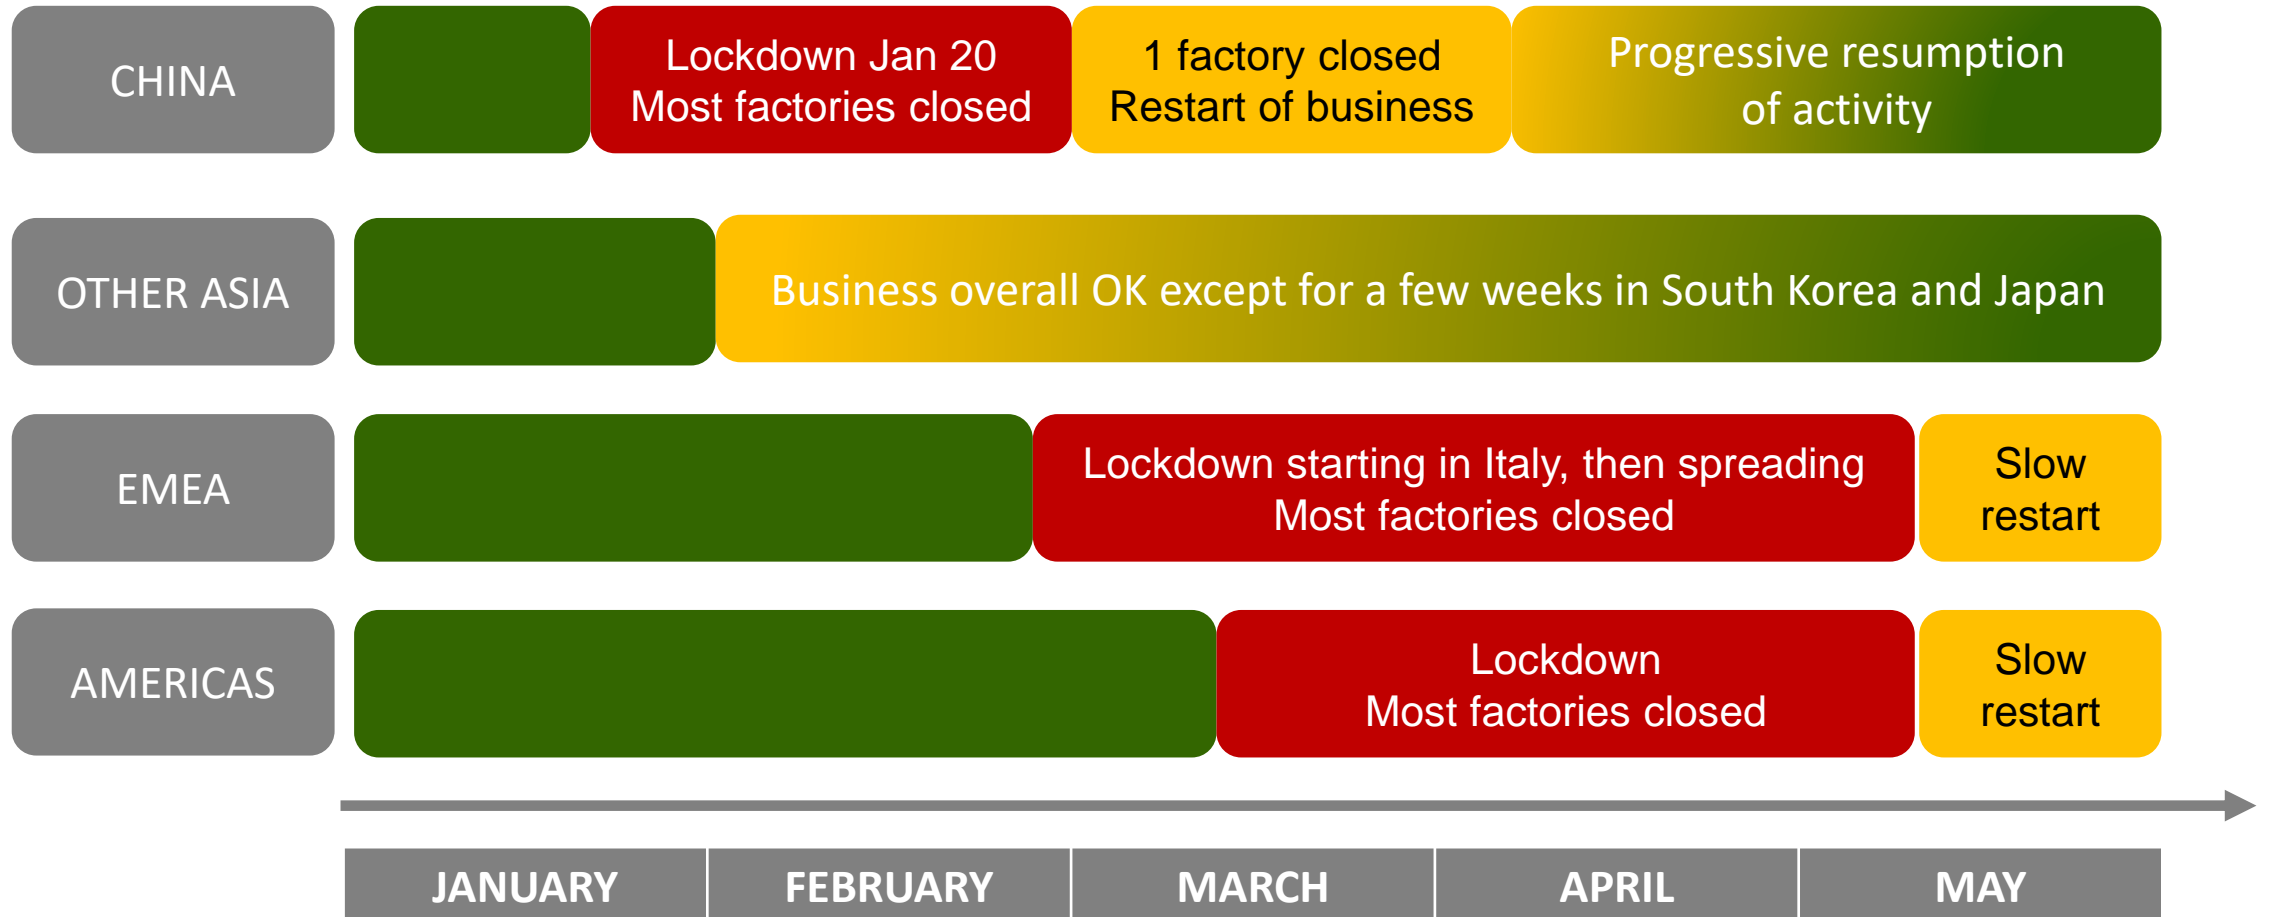 CHINA
Lockdown Jan 20
Most factories closed
1 factory closed
Restart of business
Progressive resumption
of activity
OTHER ASIA
Business overall OK except for a few weeks in South Korea and Japan
EMEA
Lockdown starting in Italy, then spreading
Most factories closed
Slow
restart
AMERICAS
Lockdown
Most factories closed
Slow
restart
JANUARY
FEBRUARY
MARCH
APRIL
MAY